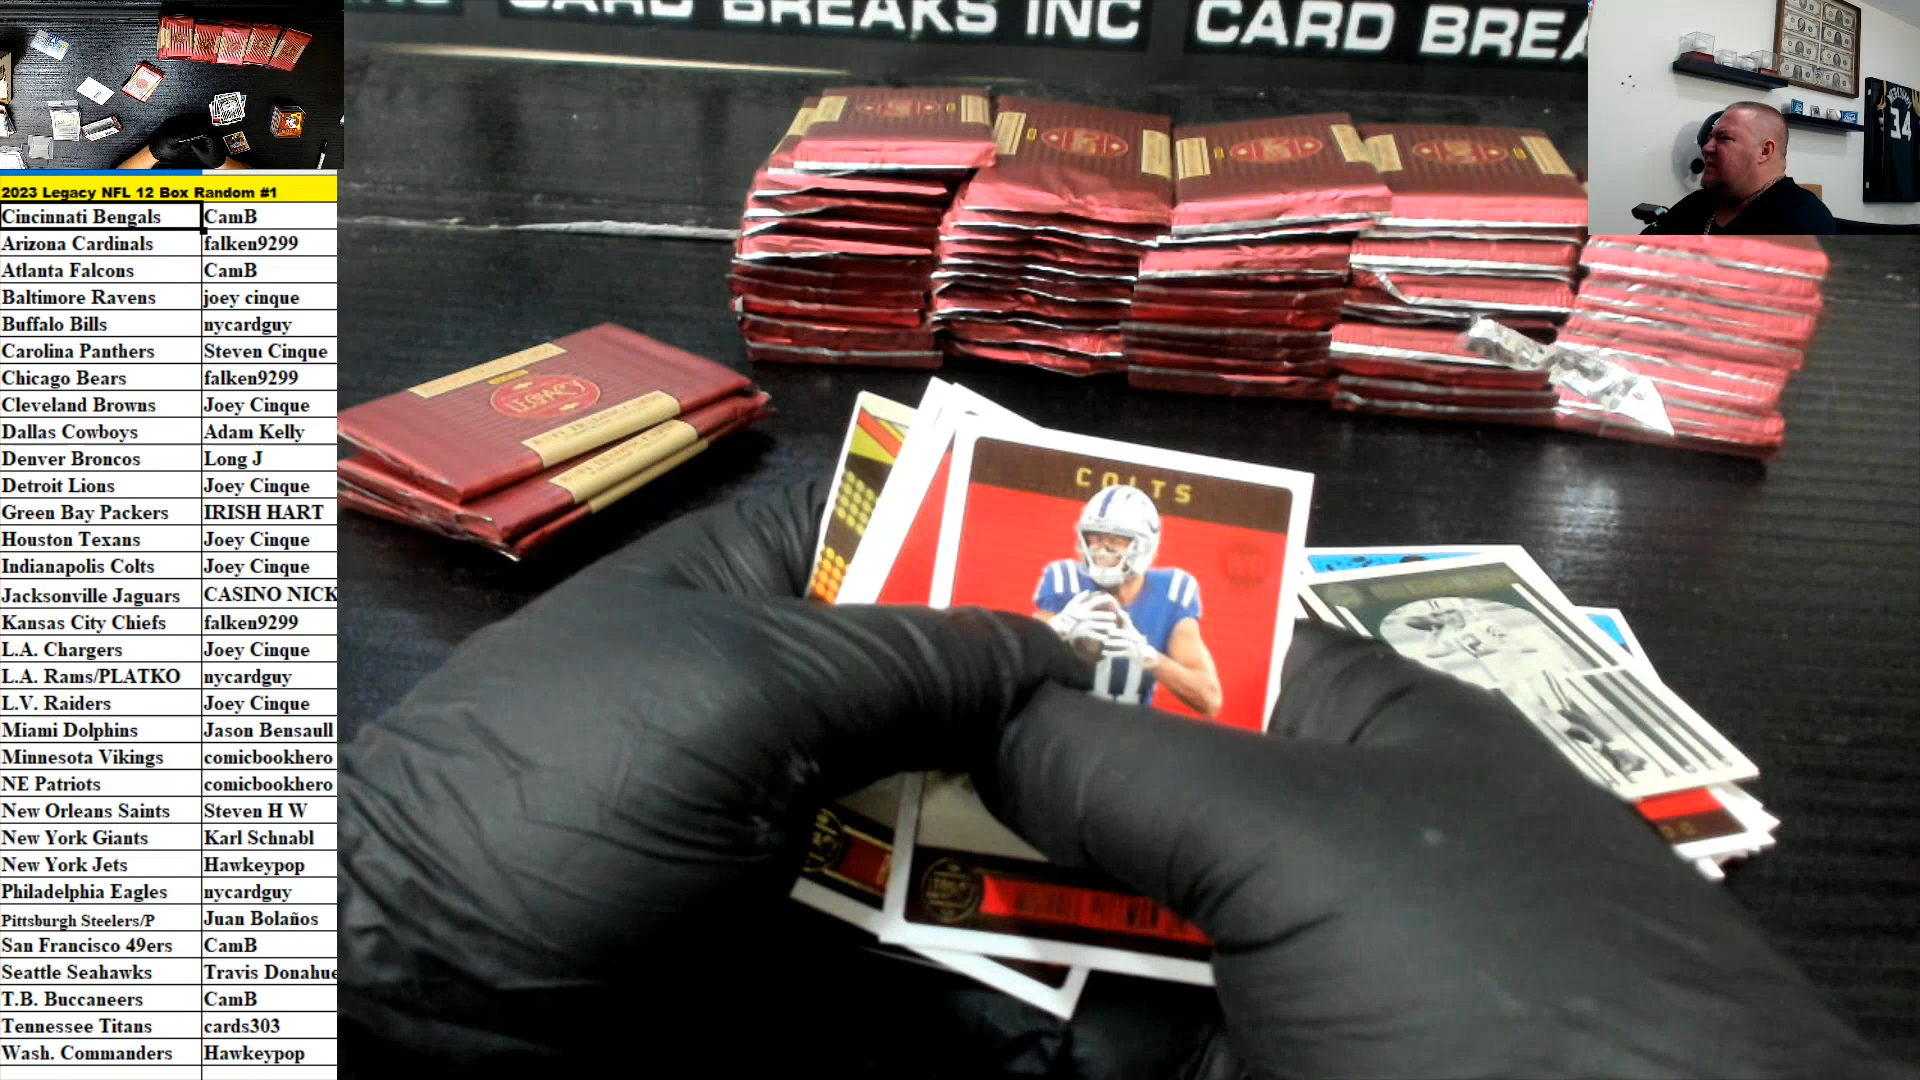 CARD BREAKS INC CARD BREA
34
2023 Legacy NFL 12 Box Random #1
Cincinnati Bengals CamB
Arizona Cardinals falken9299
Atlanta Falcons CamB
Baltimore Ravens joey cinque
Buffalo Bills nycardguy
Carolina Panthers Steven Cinque
Chicago Bears falken9299
Cleveland Browns Joey Cinque
Dallas Cowboys Adam Kelly
Denver Broncos Long J
Detroit Lions Joey Cinque
Green Bay Packers IRISH HART
Houston Texans Joey Cinque
Indianapolis Colts Joey Cinque
Jacksonville Jaguars CASINO NICK
Kansas City Chiefs falken9299
L.A. Chargers Joey Cinque
L.A. Rams/PLATKO nycardguy
L.V. Raiders Joey Cinque
Miami Dolphins Jason Bensaull
Minnesota Vikings comicbookhero
NE Patriots comicbookhero
New Orleans Saints Steven H W
New York Giants Karl Schnabl
New York Jets Hawkeypop
Philadelphia Eagles nycardguy
Pittsburgh Steelers/P Juan Bolaños
San Francisco 49ers CamB
Seattle Seahawks Travis Donahue
T.B. Buccaneers CamB
Tennessee Titans cards303
Wash. Commanders Hawkeypop
LEGACY
COLTS
WR
11
12
LEGACY